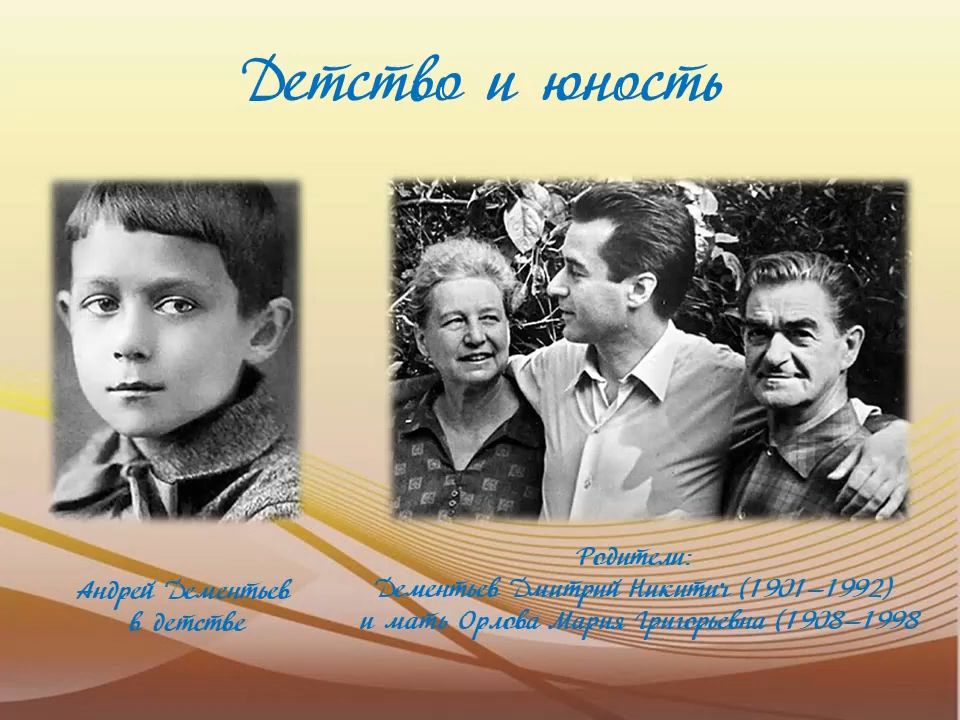 Детство и юность
Андрей Дементьев
в детстве
Родители:
Дементьев Дмитрий Никитич (1901–1992)
и мать Орлова Мария Григорьевна (1908–1998